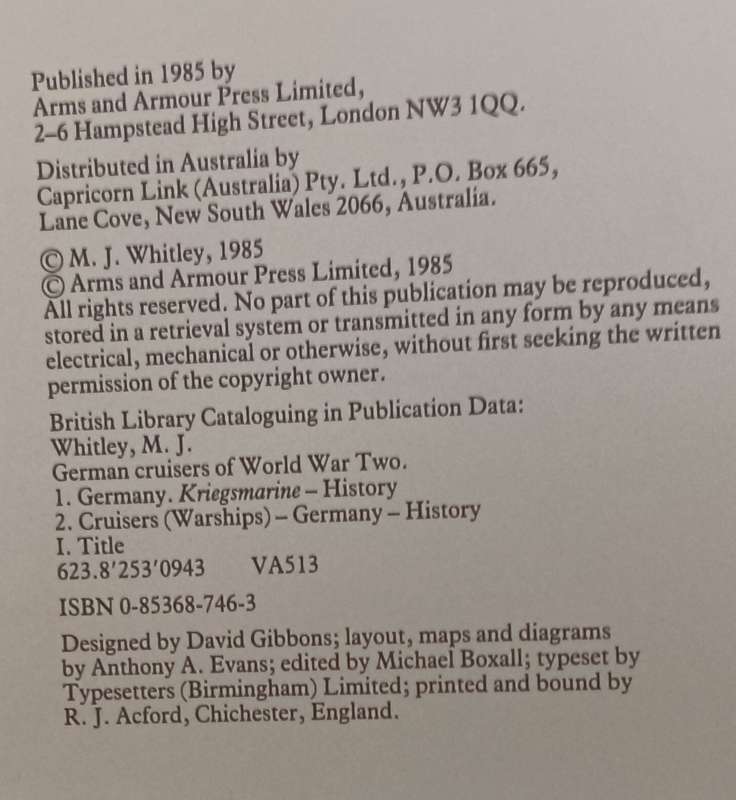 Published in 1985 by
Arms and Armour Press Limited,
2–6 Hampstead High Street, London NW3 1QQ.
Distributed in Australia by
Capricorn Link (Australia) Pty. Ltd., P.O. Box 665,
Lane Cove, New South Wales 2066, Australia.
© M. J. Whitley, 1985
© Arms and Armour Press Limited, 1985
All rights reserved. No part of this publication may be reproduced,
stored in a retrieval system or transmitted in any form by any means
electrical, mechanical or otherwise, without first seeking the written
permission of the copyright owner.
British Library Cataloguing in Publication Data:
Whitley, M. J.
German cruisers of World War Two.
1. Germany. Kriegsmarine – History
2. Cruisers (Warships) – Germany – History
I. Title
623.8′253′0943 VA513
ISBN 0-85368-746-3
Designed by David Gibbons; layout, maps and diagrams
by Anthony A. Evans; edited by Michael Boxall; typeset by
Typesetters (Birmingham) Limited; printed and bound by
R. J. Acford, Chichester, England.